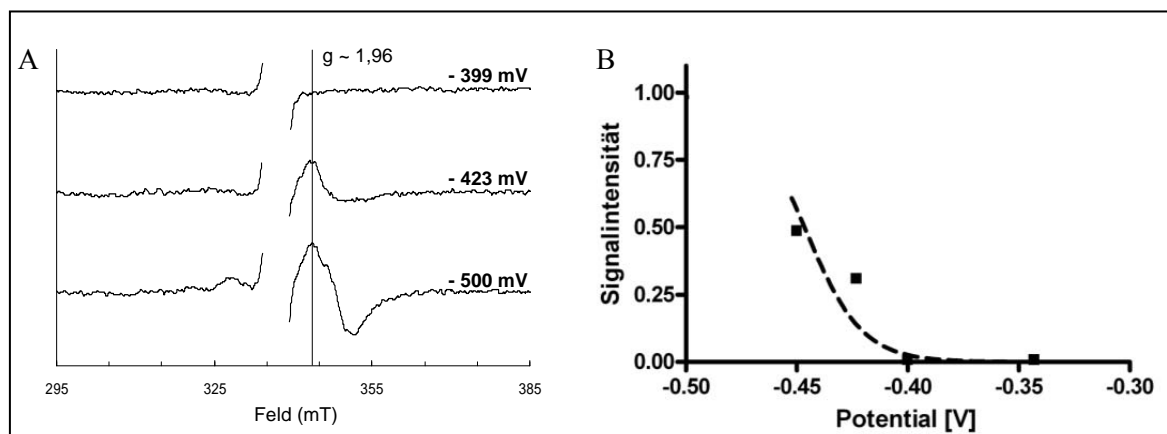 A
g ~ 1,96
- 399 mV
- 423 mV
- 500 mV
295
325
355
385
Feld (mT)
B
1.00
0.75
0.50
0.25
0.00
Signalintensität
-0.50
-0.45
-0.40
-0.35
-0.30
Potential [V]